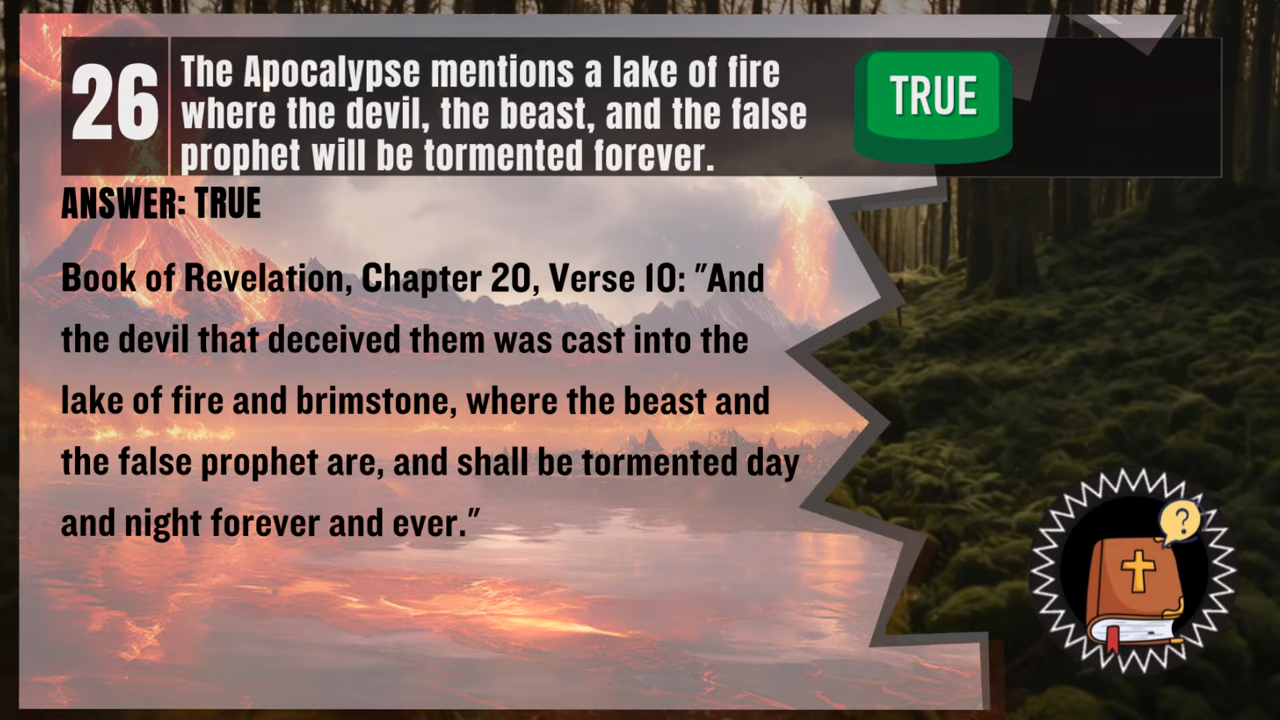 26
The Apocalypse mentions a lake of fire
where the devil, the beast, and the false
prophet will be tormented forever.
TRUE
ANSWER: TRUE
Book of Revelation, Chapter 20, Verse 10: "And
the devil that deceived them was cast into the
lake of fire and brimstone, where the beast and
the false prophet are, and shall be tormented day
and night forever and ever."
?